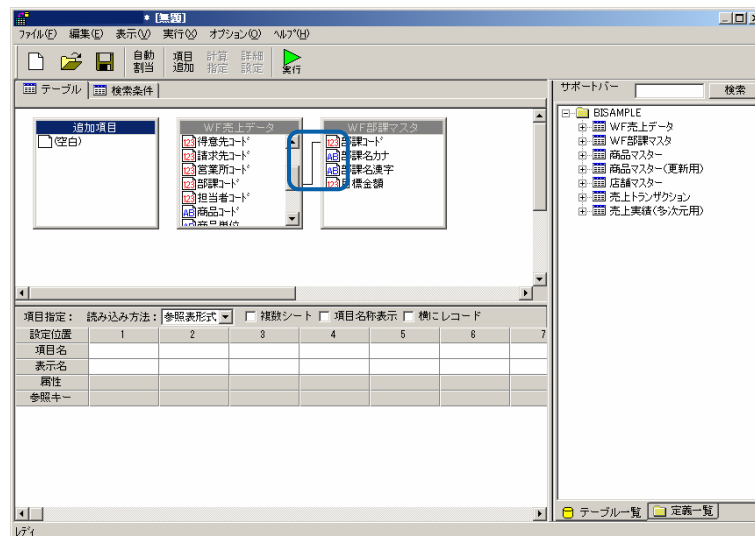 * [無題]
ファイル(F) 編集(E) 表示(V) 実行(X) オプション(O) ヘルプ(H)
自動割当 項目追加 計算指定 詳細設定 実行
テーブル 検索条件
サポートバー 検索
追加項目
(空白)
WF売上データ
得意先コード
請求先コード
営業所コード
部課コード
担当者コード
商品コード
商品単位
WF部課マスタ
部課コード
部課名カナ
部課名漢字
目標金額
BISAMPLE
WF売上データ
WF部課マスタ
商品マスター
商品マスター(更新用)
店舗マスター
売上トランザクション
売上実績(多次元用)
項目指定: 読み込み方法: 参照表形式 複数シート 項目名称表示 横にレコード
設定位置 1 2 3 4 5 6 7
項目名
表示名
属性
参照キー
テーブル一覧 定義一覧
レディ